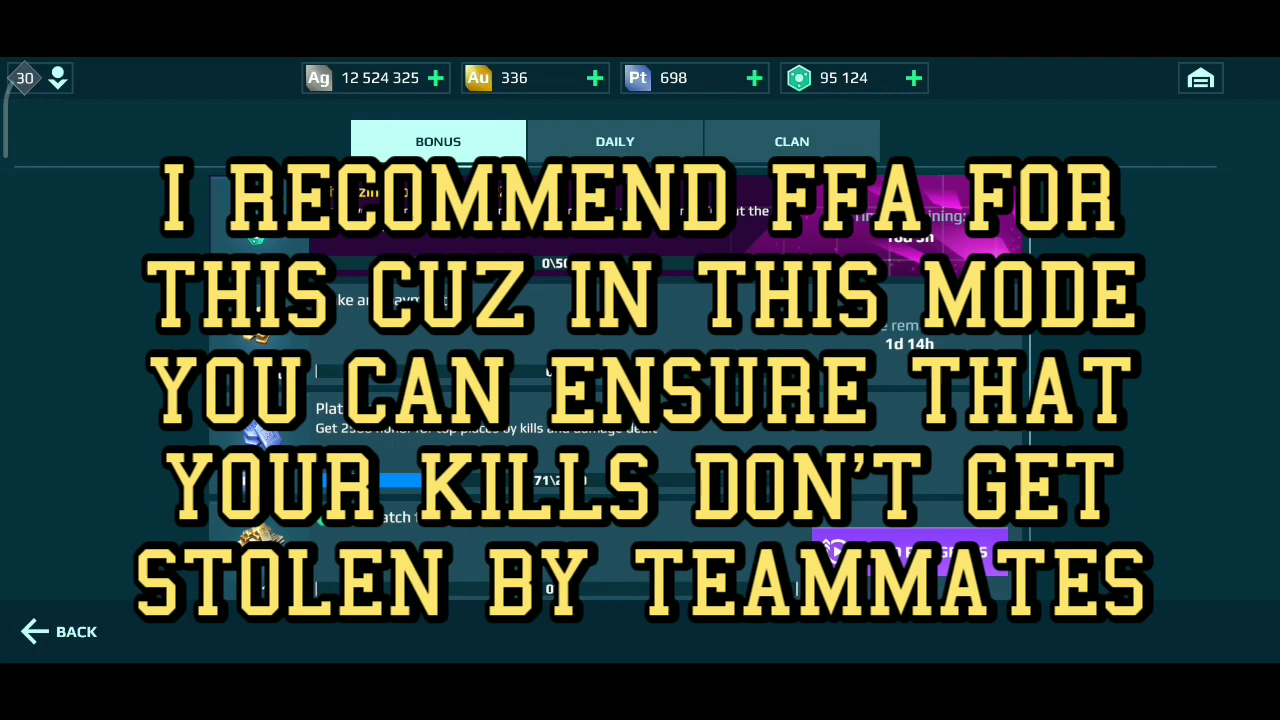 30
Ag 12 524 325 +
Au 336 +
Pt 698 +
95 124 +
BONUS DAILY CLAN
I RECOMMEND FFA FOR
THIS CUZ IN THIS MODE
YOU CAN ENSURE THAT
YOUR KILLS DON'T GET
STOLEN BY TEAMMATES
1d 14h
BACK